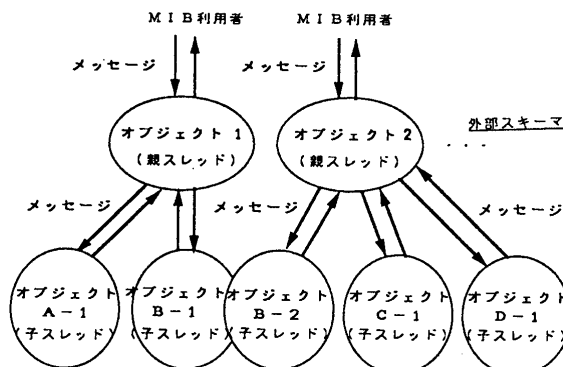 MIB利用者 MIB利用者
メッセージ メッセージ
外部スキーマ
オブジェクト1 オブジェクト2
(親スレッド) (親スレッド)
...
メッセージ メッセージ メッセージ
オブジェクト オブジェクト オブジェクト オブジェクト オブジェクト
A-1 B-1 B-2 C-1 D-1
(子スレッド) (子スレッド) (子スレッド) (子スレッド) (子スレッド)